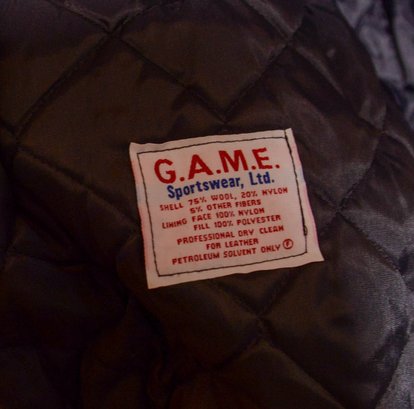 G.A.M.E.
Sportswear, Ltd.
SHELL 75% WOOL, 20% NYLON
5% OTHER FIBERS
LINING FACE 100% NYLON
FILL 100% POLYESTER
PROFESSIONAL DRY CLEAN
FOR LEATHER
PETROLEUM SOLVENT ONLY F